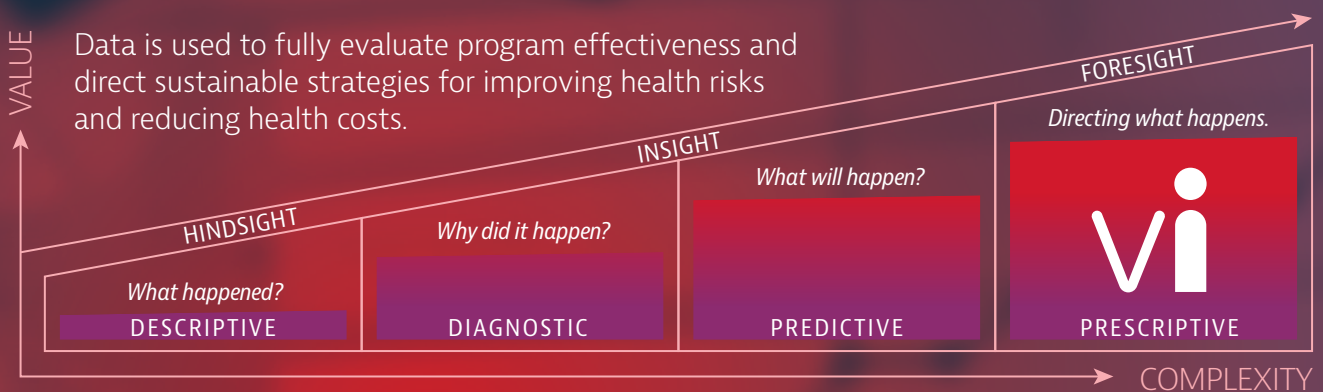 VALUE
Data is used to fully evaluate program effectiveness and
direct sustainable strategies for improving health risks
and reducing health costs.
HINDSIGHT
INSIGHT
FORESIGHT
What happened?
DESCRIPTIVE
Why did it happen?
DIAGNOSTIC
What will happen?
PREDICTIVE
Directing what happens.
vi
PRESCRIPTIVE
COMPLEXITY